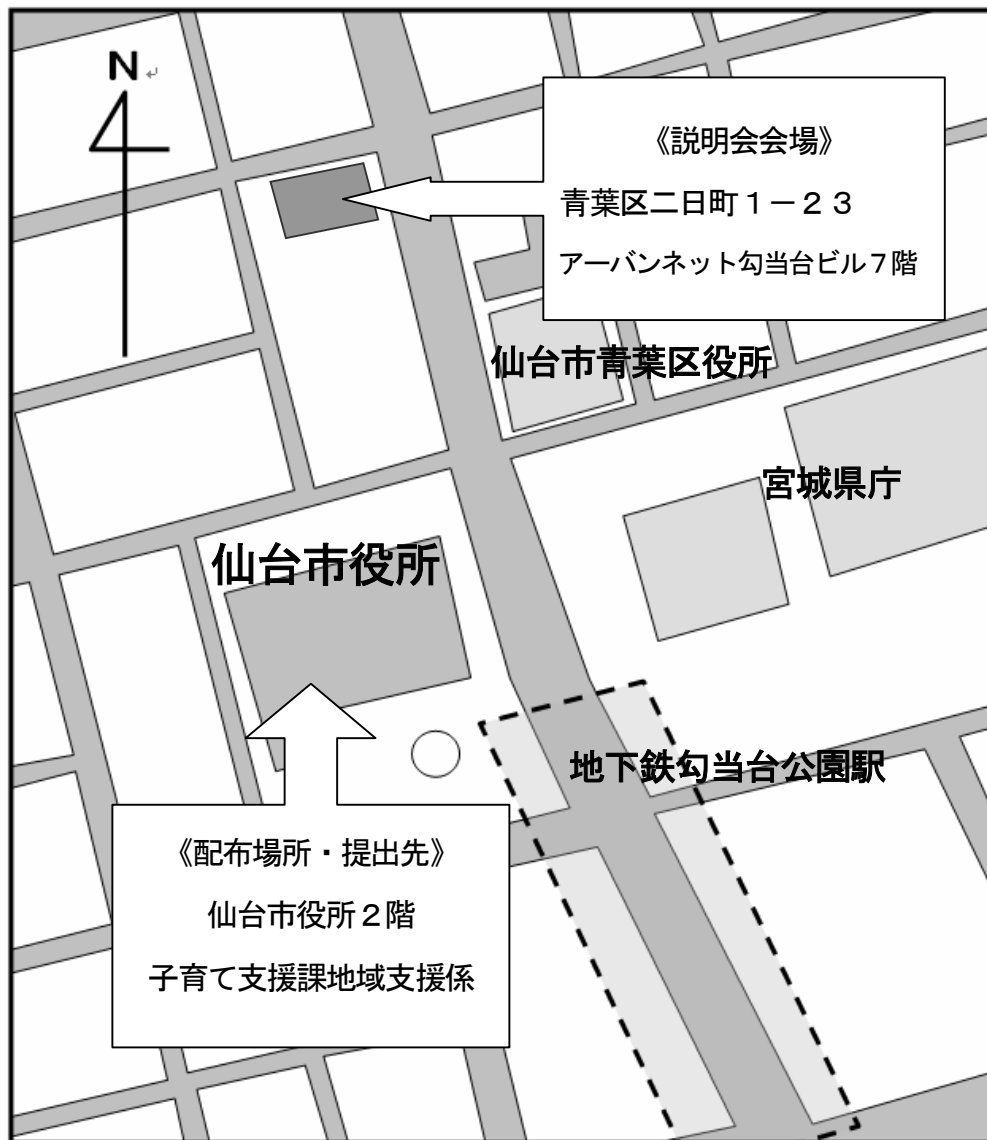 N
《説明会会場》
青葉区二日町１－２３
アーバンネット勾当台ビル７階
仙台市青葉区役所
宮城県庁
仙台市役所
地下鉄勾当台公園駅
《配布場所・提出先》
仙台市役所２階
子育て支援課地域支援係